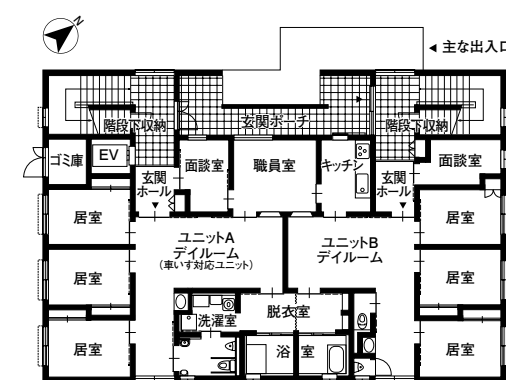 N
◀ 主な出入口
階段下収納
玄関ポーチ
階段下収納
ゴミ庫
EV
玄関
ホール
面談室
職員室
キッチン
玄関
ホール
面談室
居室
ユニットA
デイルーム
(車いす対応ユニット)
ユニットB
デイルーム
居室
居室
居室
洗濯室
脱衣室
居室
浴室
居室